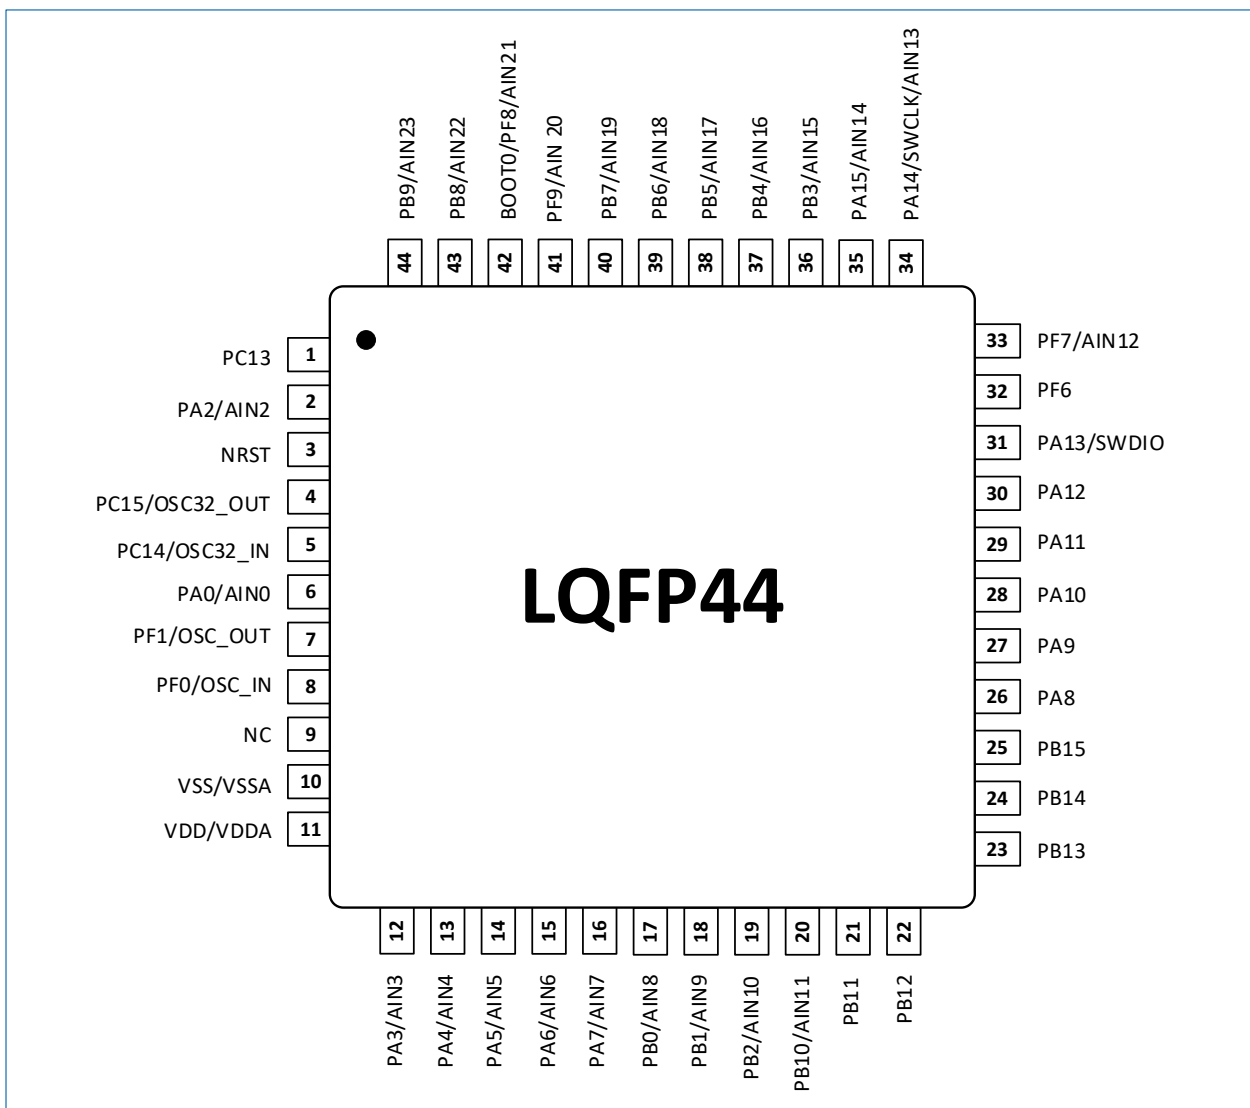 PB9/AIN23
PB8/AIN22
BOOT0/PF8/AIN21
PF9/AIN 20
PB7/AIN19
PB6/AIN18
PB5/AIN17
PB4/AIN16
PB3/AIN15
PA15/AIN14
PA14/SWCLK/AIN13
44
43
42
41
40
39
38
37
36
35
34
PC13 1
PA2/AIN2 2
NRST 3
PC15/OSC32_OUT 4
PC14/OSC32_IN 5
PA0/AIN0 6
PF1/OSC_OUT 7
PF0/OSC_IN 8
NC 9
VSS/VSSA 10
VDD/VDDA 11
LQFP44
33 PF7/AIN12
32 PF6
31 PA13/SWDIO
30 PA12
29 PA11
28 PA10
27 PA9
26 PA8
25 PB15
24 PB14
23 PB13
12
13
14
15
16
17
18
19
20
21
22
PA3/AIN3
PA4/AIN4
PA5/AIN5
PA6/AIN6
PA7/AIN7
PB0/AIN8
PB1/AIN9
PB2/AIN10
PB10/AIN11
PB11
PB12